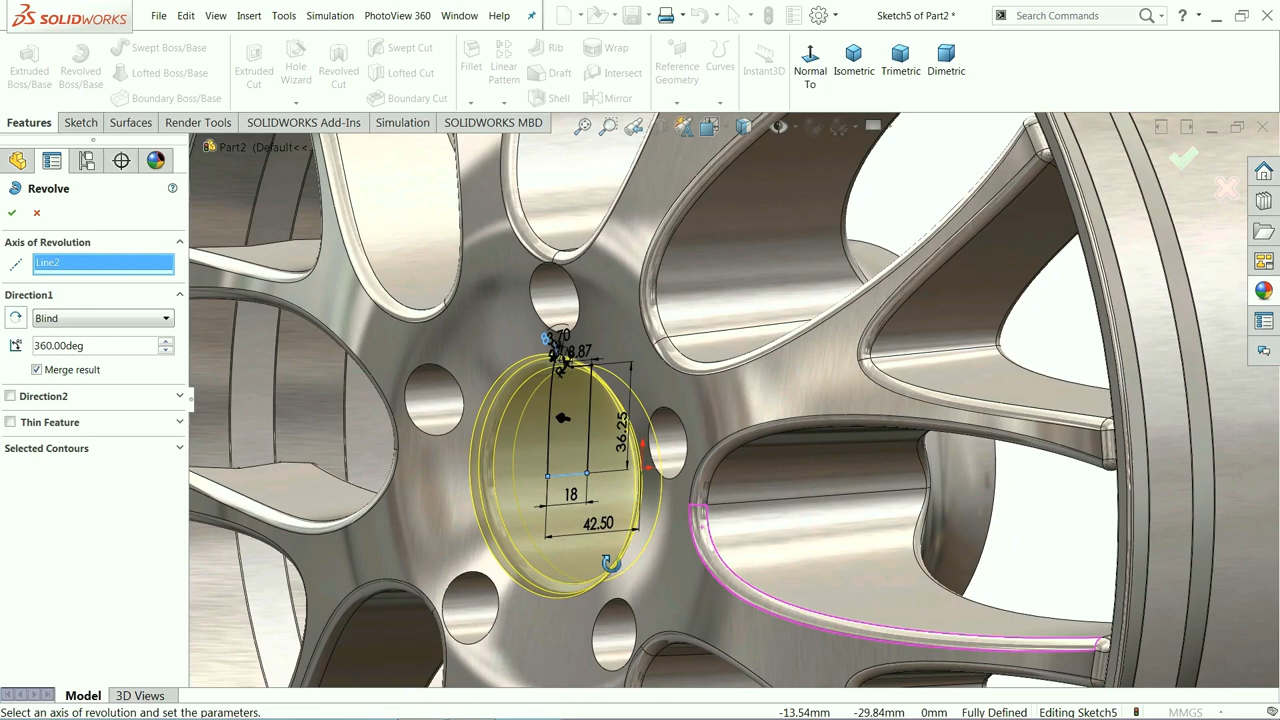 SOLIDWORKS
File Edit View Insert Tools Simulation PhotoView 360 Window Help
Sketch5 of Part2 *
Search Commands
Extruded Boss/Base
Revolved Boss/Base
Swept Boss/Base
Lofted Boss/Base
Boundary Boss/Base
Extruded Cut
Hole Wizard
Revolved Cut
Swept Cut
Lofted Cut
Boundary Cut
Fillet
Linear Pattern
Rib
Draft
Shell
Wrap
Intersect
Mirror
Reference Geometry
Curves
Instant3D
Normal To
Isometric
Trimetric
Dimetric
Features Sketch Surfaces Render Tools SOLIDWORKS Add-Ins Simulation SOLIDWORKS MBD
Part2 (Default<<...
Revolve
Axis of Revolution
Line2
Direction1
Blind
360.00deg
Merge result
Direction2
Thin Feature
Selected Contours
36.25
18
42.50
Model 3D Views
Select an axis of revolution and set the parameters.
-13.54mm -29.84mm 0mm Fully Defined Editing Sketch5 MMGS